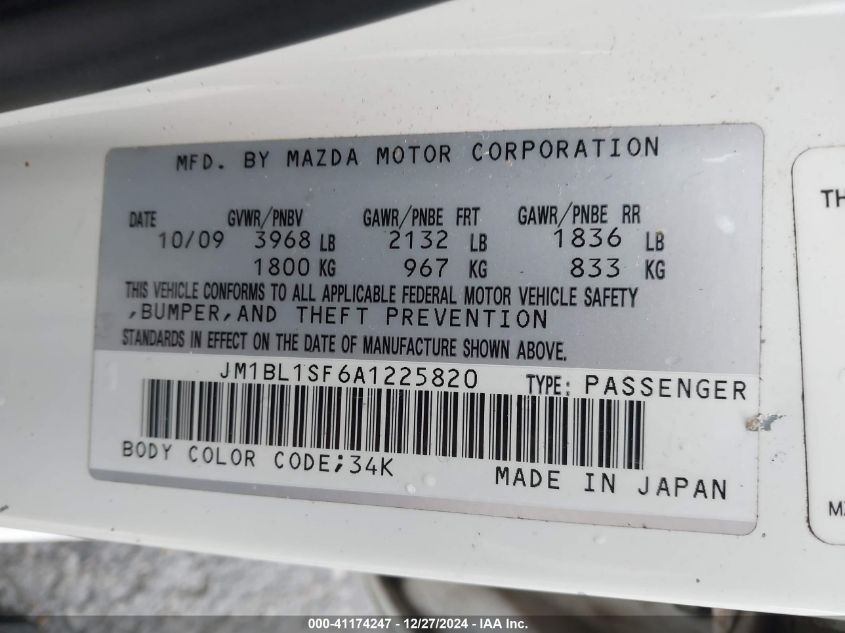 MFD. BY MAZDA MOTOR CORPORATION
DATE GVWR/PNBV GAWR/PNBE FRT GAWR/PNBE RR
10/09 3968 LB 2132 LB 1836 LB
1800 KG 967 KG 833 KG
THIS VEHICLE CONFORMS TO ALL APPLICABLE FEDERAL MOTOR VEHICLE SAFETY
,BUMPER,AND THEFT PREVENTION
STANDARDS IN EFFECT ON THE DATE OF MANUFACTURE SHOWN ABOVE.
JM1BL1SF6A1225820 TYPE: PASSENGER
BODY COLOR CODE;34K MADE IN JAPAN
TH
000-41174247 - 12/27/2024 - IAA Inc.